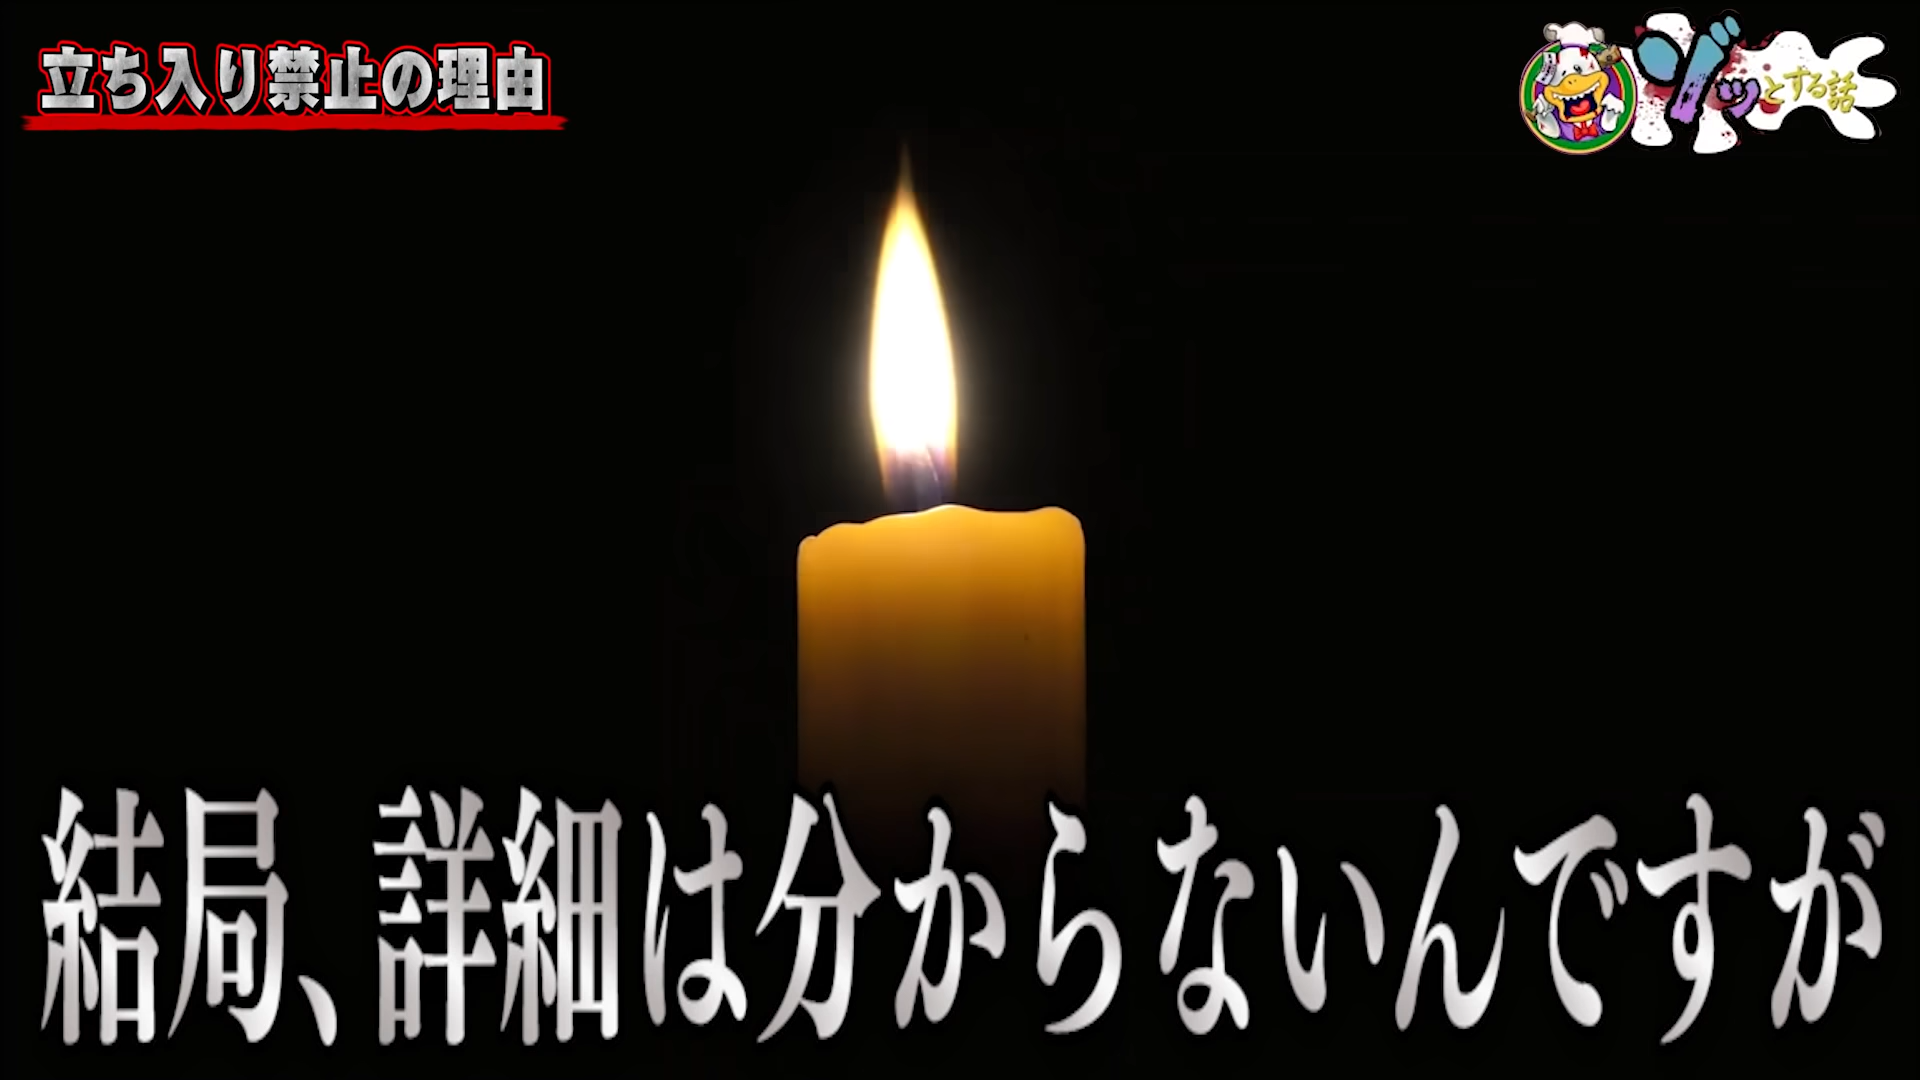 立ち入り禁止の理由
ゾッとする話
結局、詳細は分からないんですが